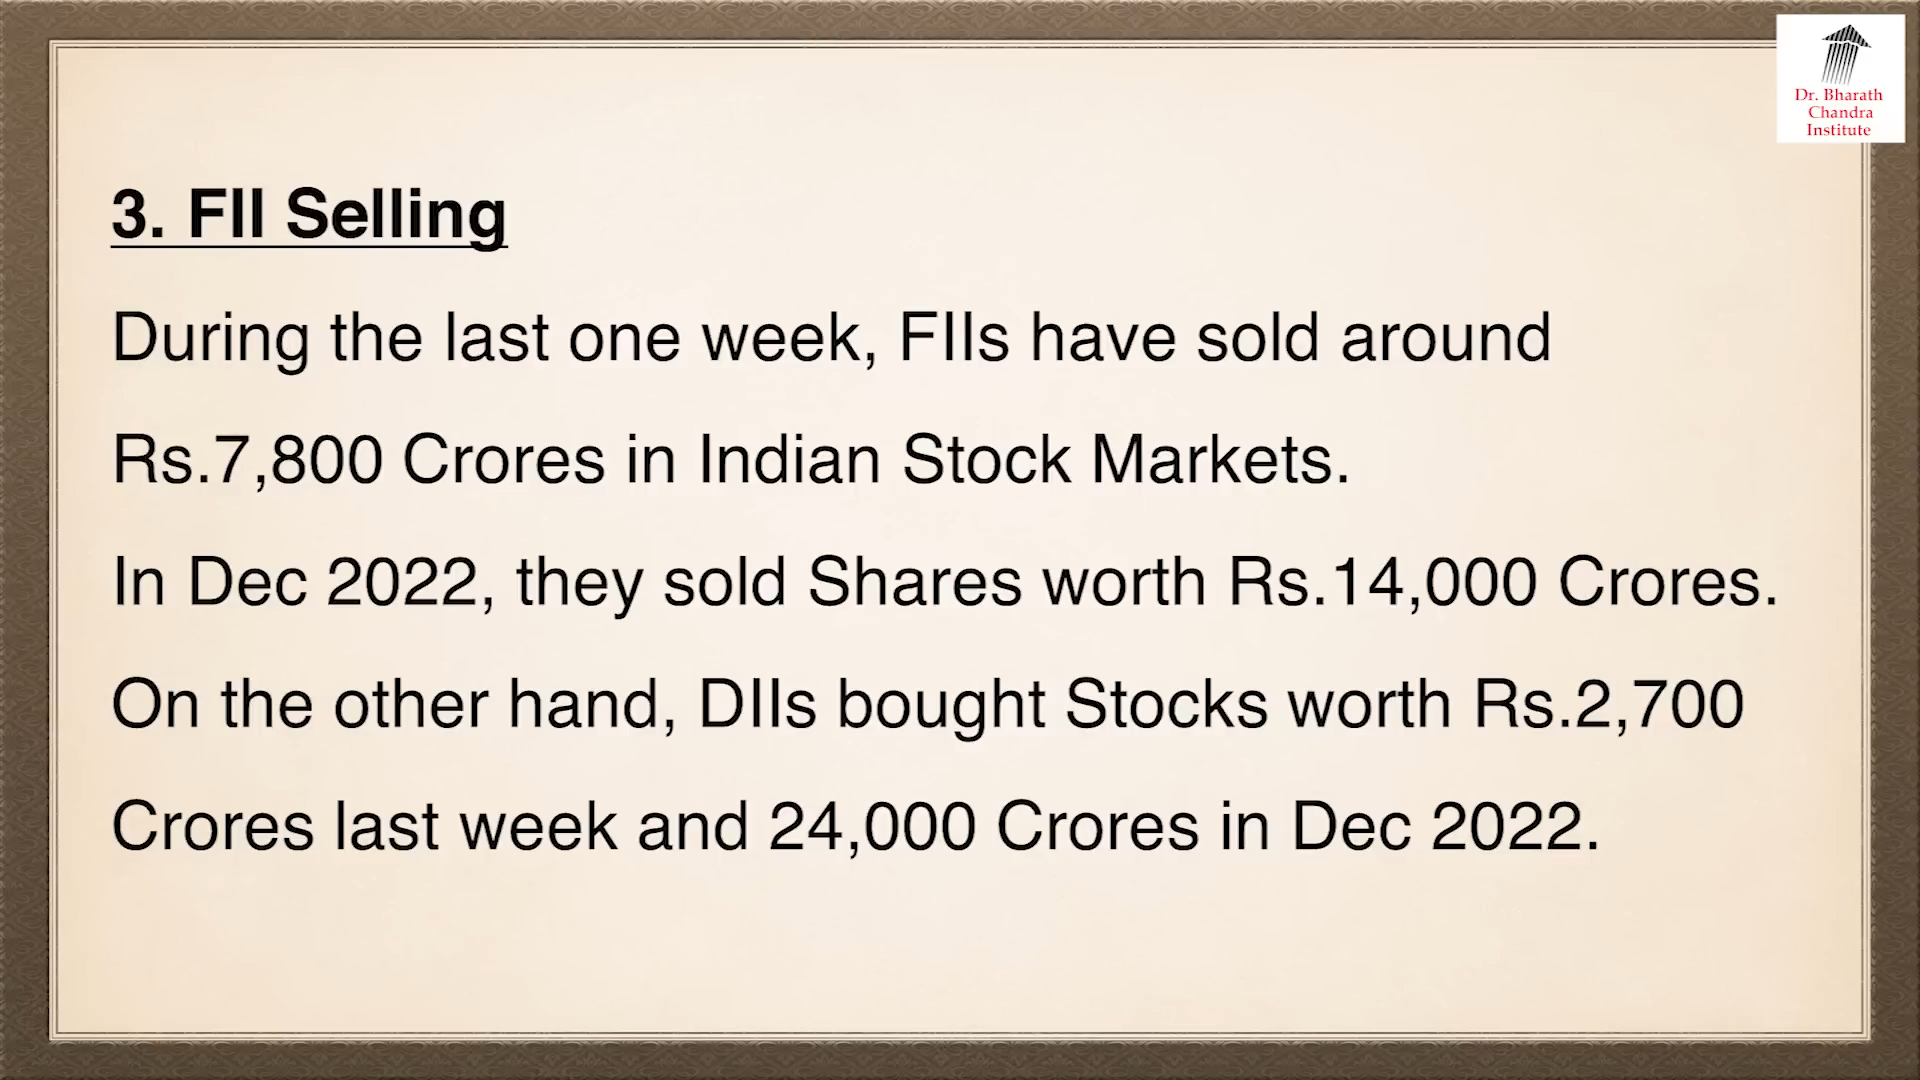 Dr. Bharath
Chandra
Institute
3. FII Selling
During the last one week, FIIs have sold around
Rs.7,800 Crores in Indian Stock Markets.
In Dec 2022, they sold Shares worth Rs.14,000 Crores.
On the other hand, DIIs bought Stocks worth Rs.2,700
Crores last week and 24,000 Crores in Dec 2022.